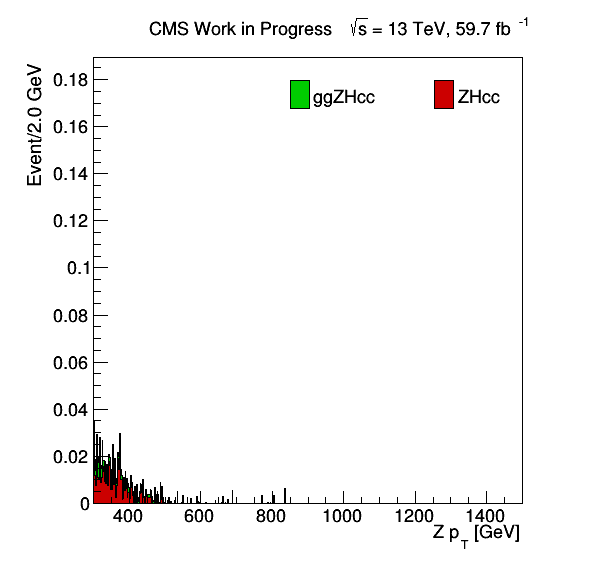 CMS Work in Progress √s = 13 TeV, 59.7 fb⁻¹
Event/2.0 GeV
ggZHcc ZHcc
0.18
0.16
0.14
0.12
0.1
0.08
0.06
0.04
0.02
0
400 600 800 1000 1200 1400
Z p_T [GeV]